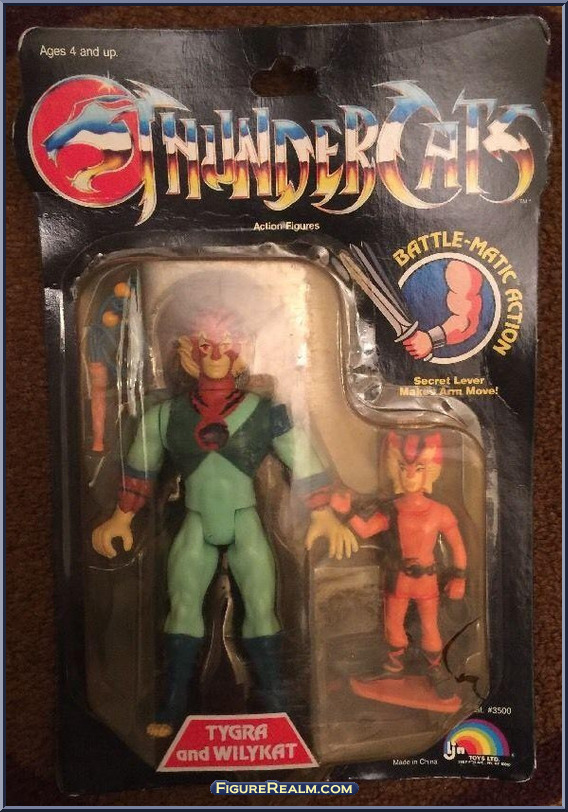 Ages 4 and up.
THUNDERCATS
TM
Action Figures
BATTLE-MATIC ACTION
Secret Lever
Makes Arm Move!
#3500
TYGRA
and WILYKAT
Made in China
ljn
TOYS LTD.
FIGUREREALM.COM